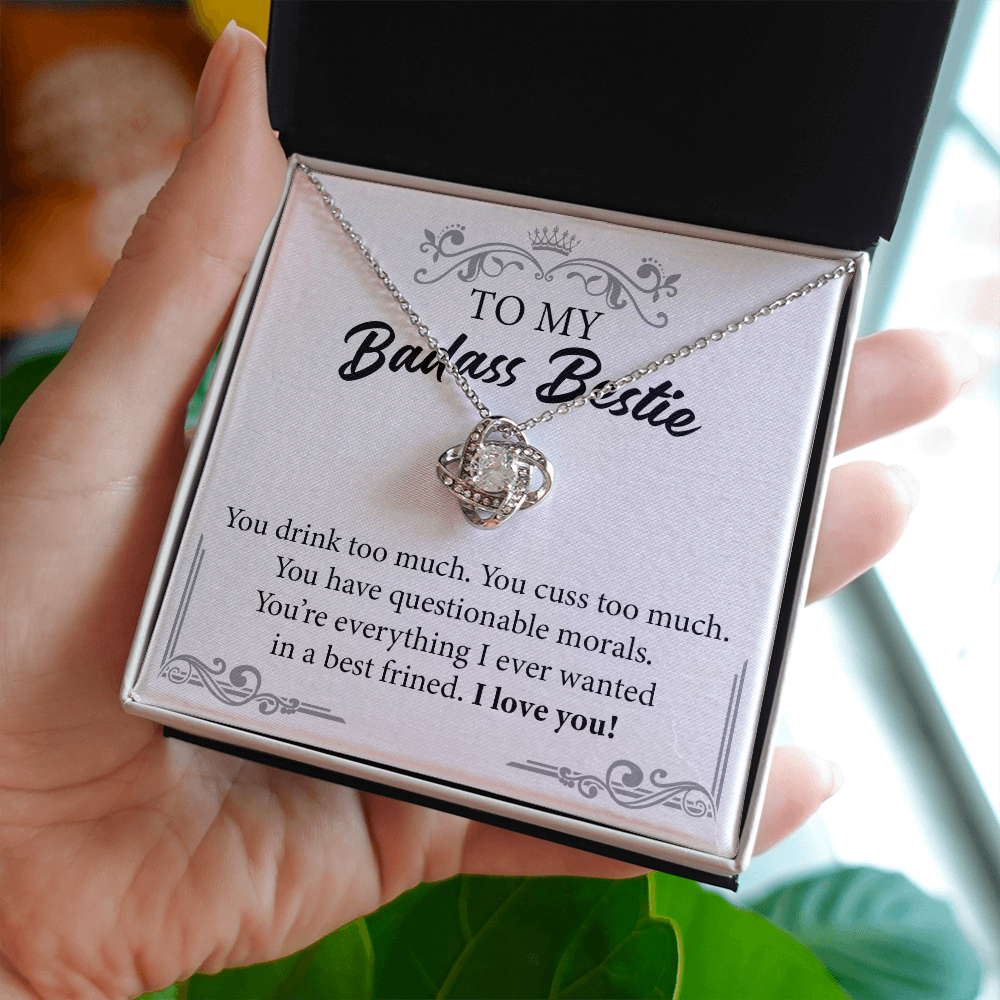 TO MY
Badass Bestie
You drink too much. You cuss too much.
You have questionable morals.
You’re everything I ever wanted
in a best frined. I love you!